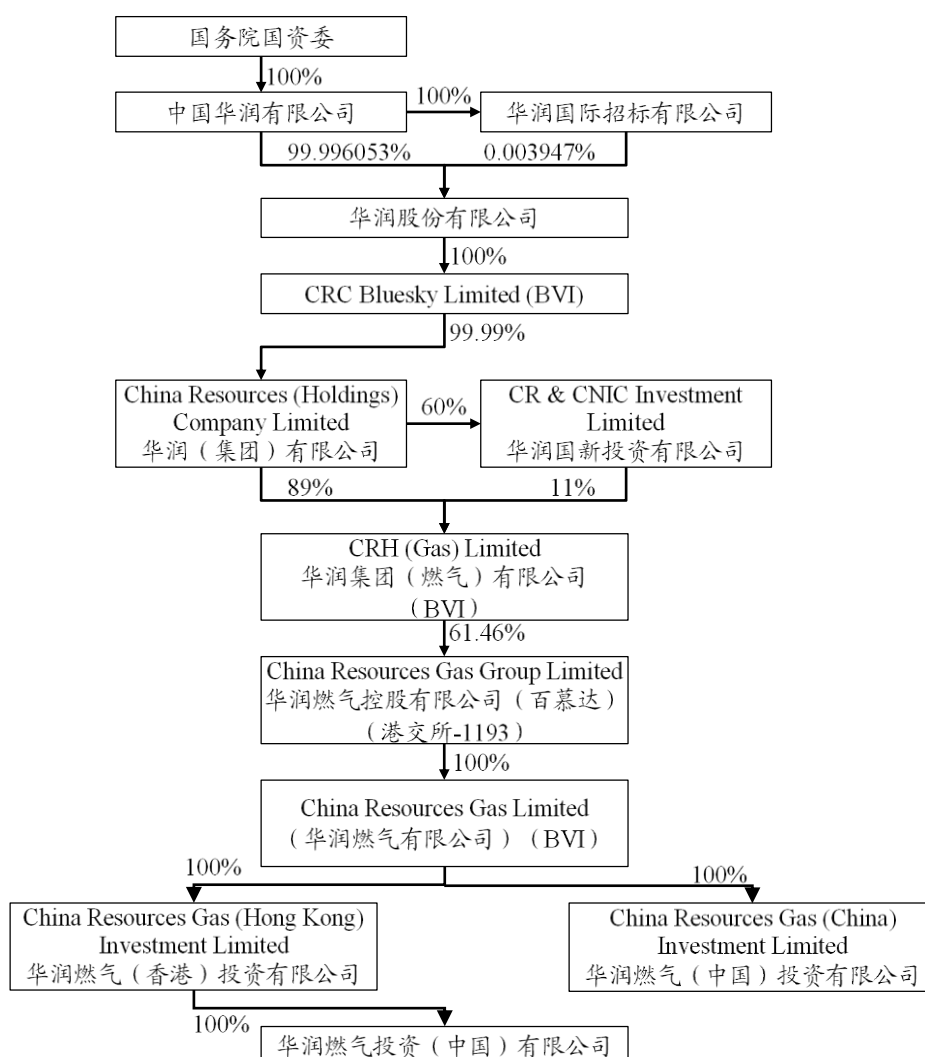 国务院国资委
100%
中国华润有限公司
100%
华润国际招标有限公司
99.996053%
0.003947%
华润股份有限公司
100%
CRC Bluesky Limited (BVI)
99.99%
China Resources (Holdings)
Company Limited
华润（集团）有限公司
60%
CR & CNIC Investment
Limited
华润国新投资有限公司
89%
11%
CRH (Gas) Limited
华润集团（燃气）有限公司
（BVI）
61.46%
China Resources Gas Group Limited
华润燃气控股有限公司（百慕达）
（港交所-1193）
100%
China Resources Gas Limited
（华润燃气有限公司）（BVI）
100%
100%
China Resources Gas (Hong Kong)
Investment Limited
华润燃气（香港）投资有限公司
China Resources Gas (China)
Investment Limited
华润燃气（中国）投资有限公司
100%
华润燃气投资（中国）有限公司